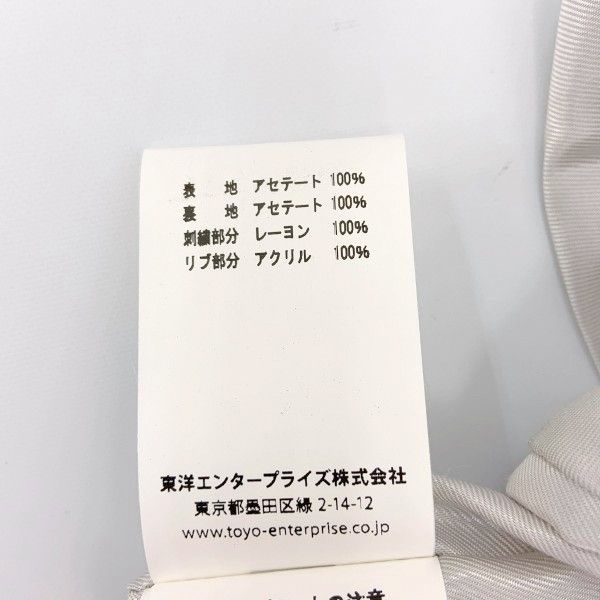 表　地 アセテート 100%
裏　地 アセテート 100%
刺繍部分 レーヨン 100%
リブ部分 アクリル 100%
東洋エンタープライズ株式会社
東京都墨田区緑 2-14-12
www.toyo-enterprise.co.jp
の注意